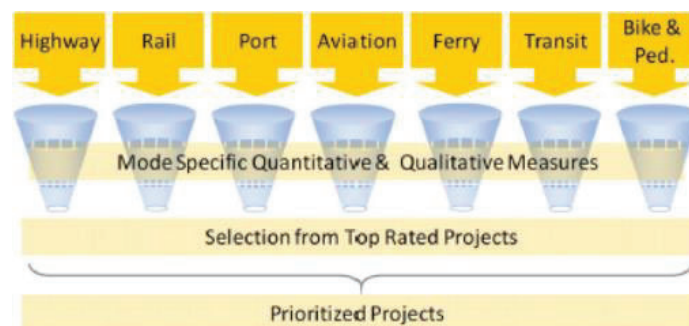 Highway Rail Port Aviation Ferry Transit Bike &
Ped.
Mode Specific Quantitative & Qualitative Measures
Selection from Top Rated Projects
Prioritized Projects